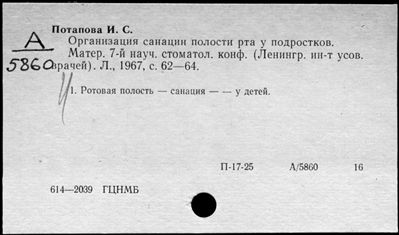 Потапова И. С.
А
5860
Организация санации полости рта у подростков.
Матер. 7-й науч. стоматол. конф. (Ленингр. ин-т усов.
врачей). Л., 1967, с. 62—64.
1. Ротовая полость — санация — — у детей.
П-17-25 А/5860 16
614—2039 ГЦНМБ